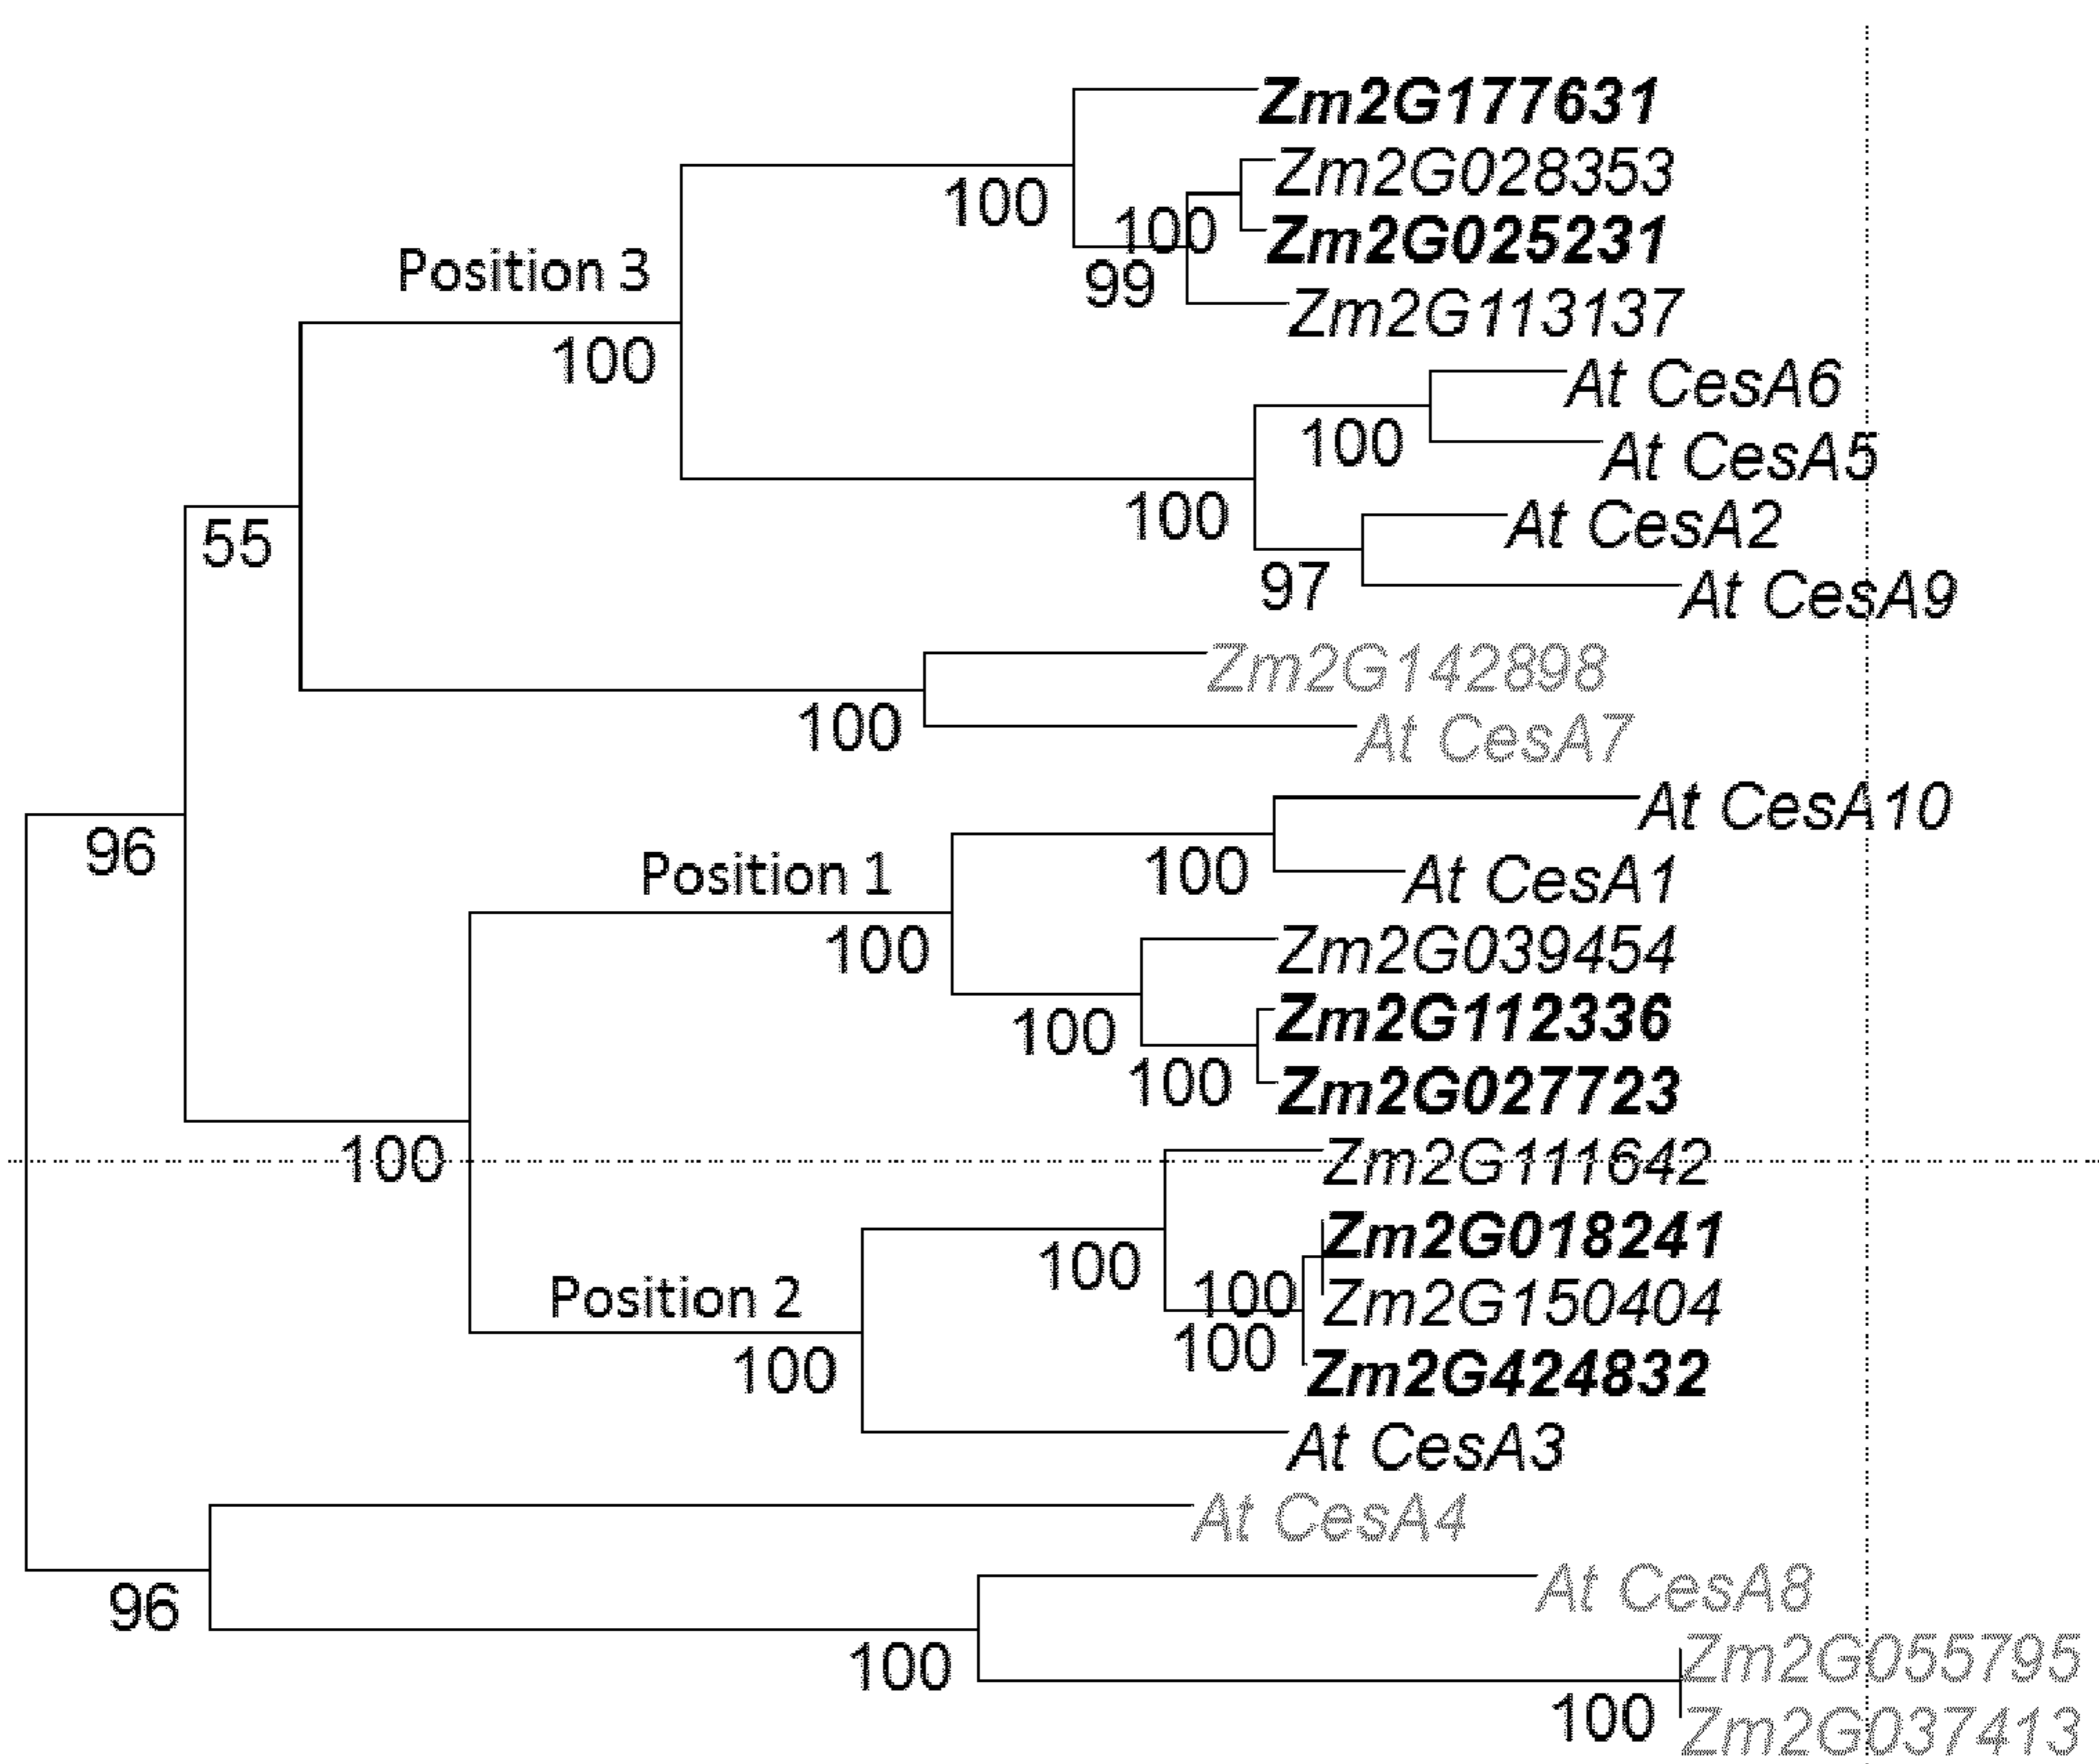 Zm2G177631
Zm2G028353
100
100
Zm2G025231
Position 3
99
Zm2G113137
100
At CesA6
100
At CesA5
100
At CesA2
55
97
At CesA9
Zm2G142898
100
At CesA7
At CesA10
96
Position 1
100
At CesA1
100
Zm2G039454
100
Zm2G112336
100
Zm2G027723
100
Zm2G111642
Zm2G018241
100
Position 2
100
Zm2G150404
100
100
Zm2G424832
At CesA3
At CesA4
96
At CesA8
100
Zm2G055795
100
Zm2G037413